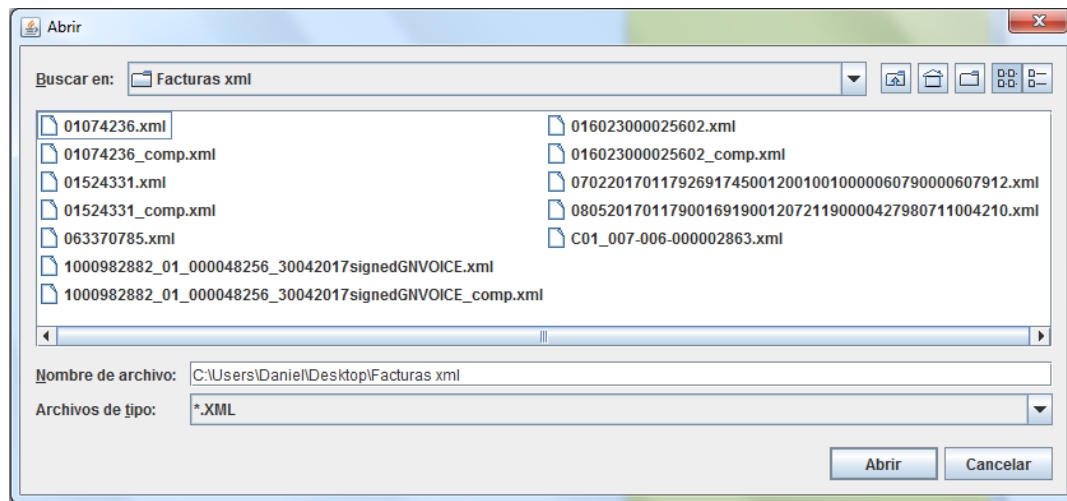 Abrir
Buscar en: Facturas xml
01074236.xml
01074236_comp.xml
01524331.xml
01524331_comp.xml
063370785.xml
1000982882_01_000048256_30042017signedGNVOICE.xml
1000982882_01_000048256_30042017signedGNVOICE_comp.xml
016023000025602.xml
016023000025602_comp.xml
0702201701179269174500120010010000060790000607912.xml
0805201701179001691900120721190000427980711004210.xml
C01_007-006-000002863.xml
Nombre de archivo: C:\Users\Daniel\Desktop\Facturas xml
Archivos de tipo: *.XML
Abrir Cancelar